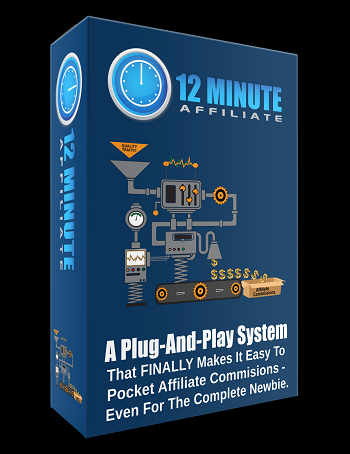 12 MINUTE
AFFILIATE
12 MINUTE
AFFILIATE
QUALITY
TRAFFIC
$$$$$
Affiliate
Commissions
A Plug-And-Play System
That FINALLY Makes It Easy To
Pocket Affiliate Commisions -
Even For The Complete Newbie.